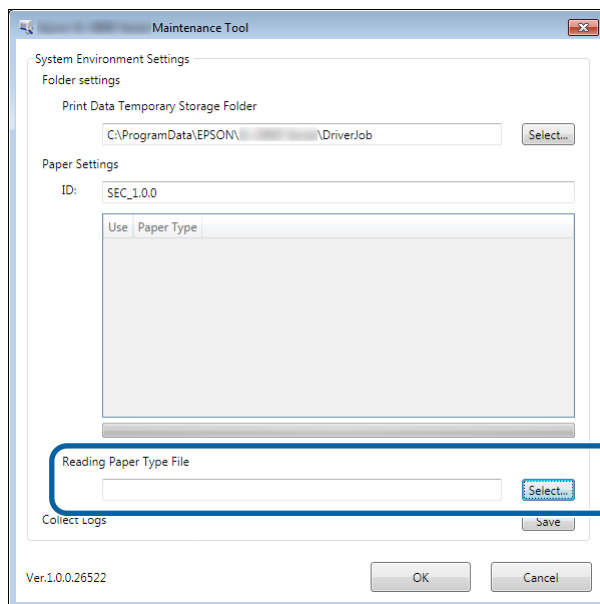 Maintenance Tool
System Environment Settings
Folder settings
Print Data Temporary Storage Folder
C:\ProgramData\EPSON\ \DriverJob Select...
Paper Settings
ID: SEC_1.0.0
Use Paper Type
Reading Paper Type File
Select...
Collect Logs Save
Ver.1.0.0.26522 OK Cancel